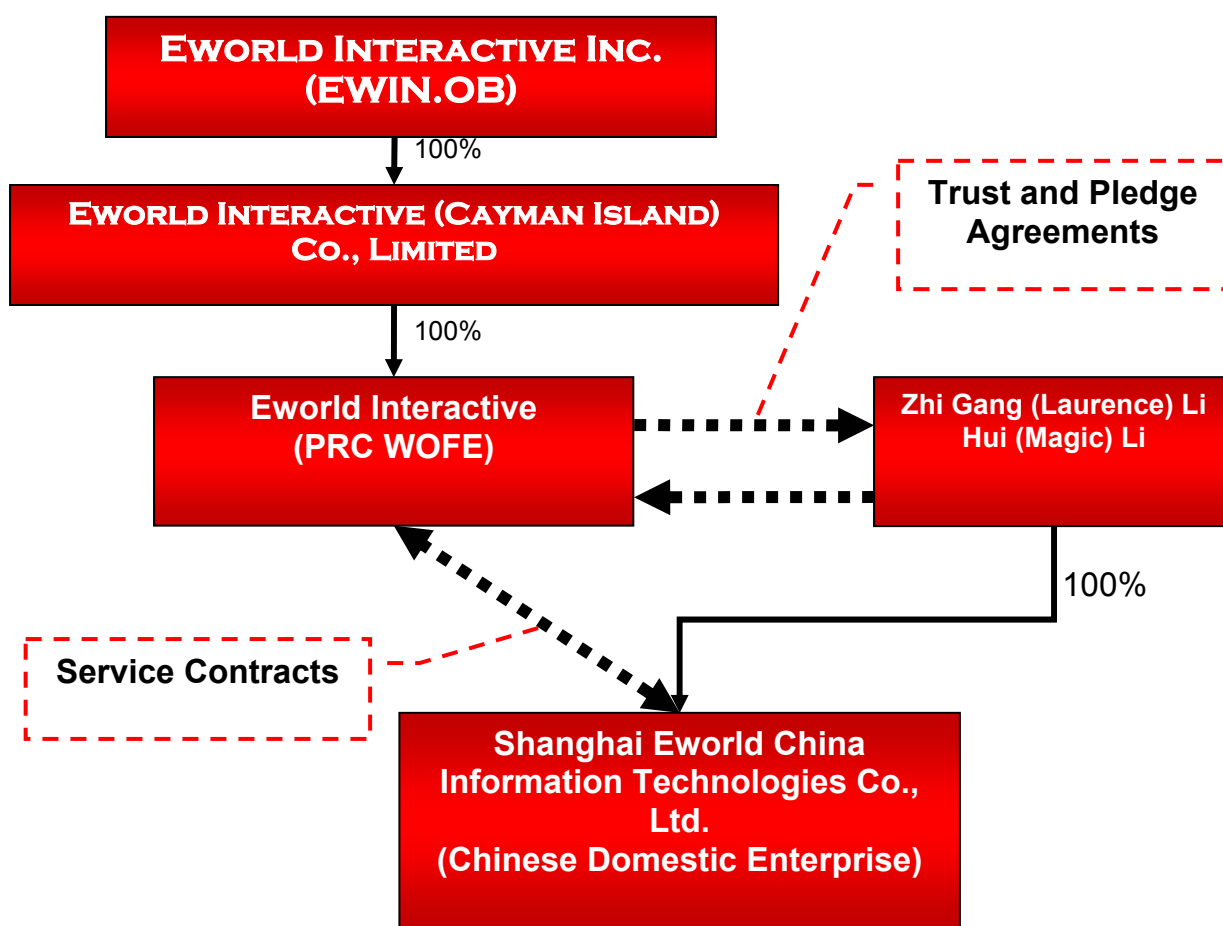 EWORLD INTERACTIVE INC.
(EWIN.OB)
100%
EWORLD INTERACTIVE (CAYMAN ISLAND)
CO., LIMITED
Trust and Pledge
Agreements
100%
Eworld Interactive
(PRC WOFE)
Zhi Gang (Laurence) Li
Hui (Magic) Li
100%
Service Contracts
Shanghai Eworld China
Information Technologies Co.,
Ltd.
(Chinese Domestic Enterprise)